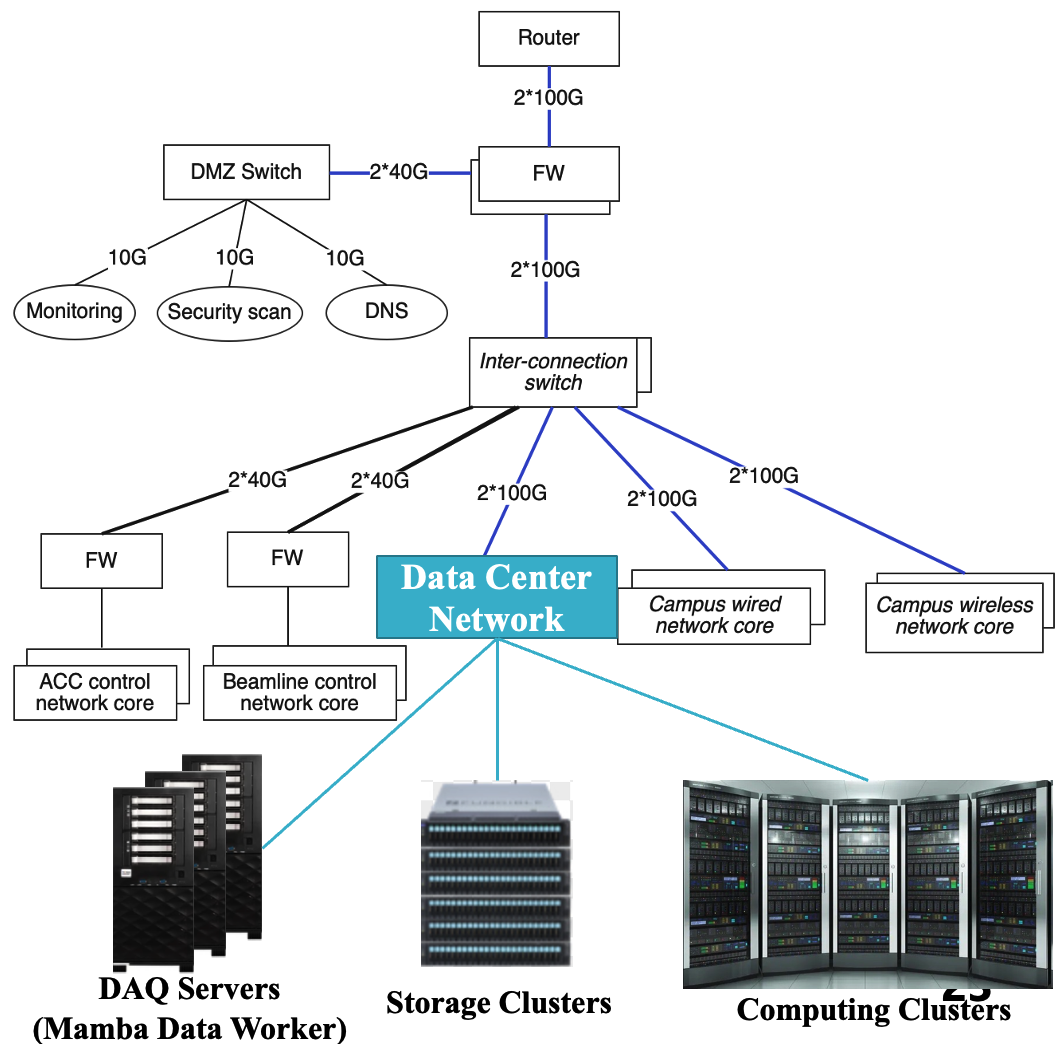 Router
2*100G
DMZ Switch
2*40G
FW
10G
10G
10G
2*100G
Monitoring
Security scan
DNS
Inter-connection
switch
2*40G
2*40G
2*100G
2*100G
2*100G
FW
FW
Data Center
Network
Campus wired
network core
Campus wireless
network core
ACC control
network core
Beamline control
network core
DAQ Servers
(Mamba Data Worker)
Storage Clusters
Computing Clusters